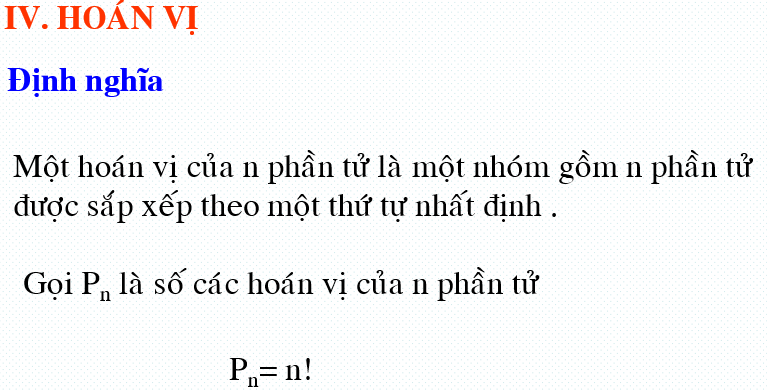 IV. HOÁN VỊ
Định nghĩa
Một hoán vị của n phần tử là một nhóm gồm n phần tử
được sắp xếp theo một thứ tự nhất định .
Gọi Pn là số các hoán vị của n phần tử
Pn= n!